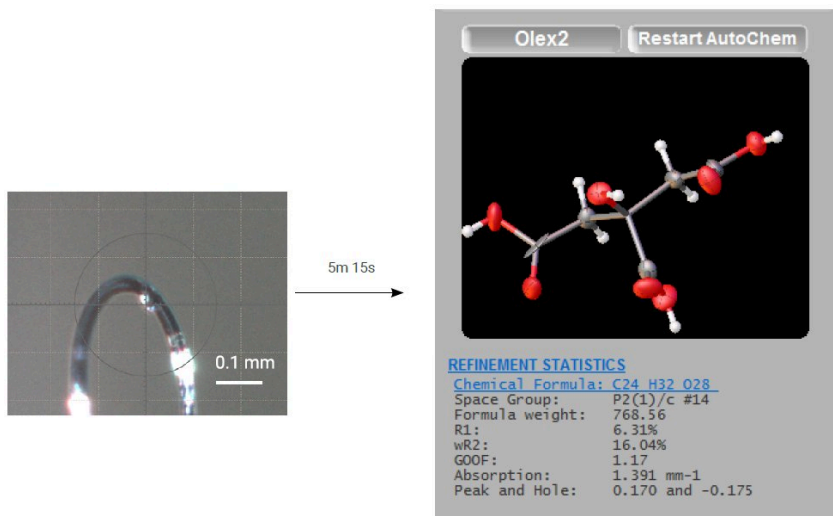 Olex2 Restart AutoChem
5m 15s
0.1 mm
REFINEMENT STATISTICS
Chemical Formula: C24 H32 O28
Space Group: P2(1)/c #14
Formula weight: 768.56
R1: 6.31%
wR2: 16.04%
GOOF: 1.17
Absorption: 1.391 mm-1
Peak and Hole: 0.170 and -0.175